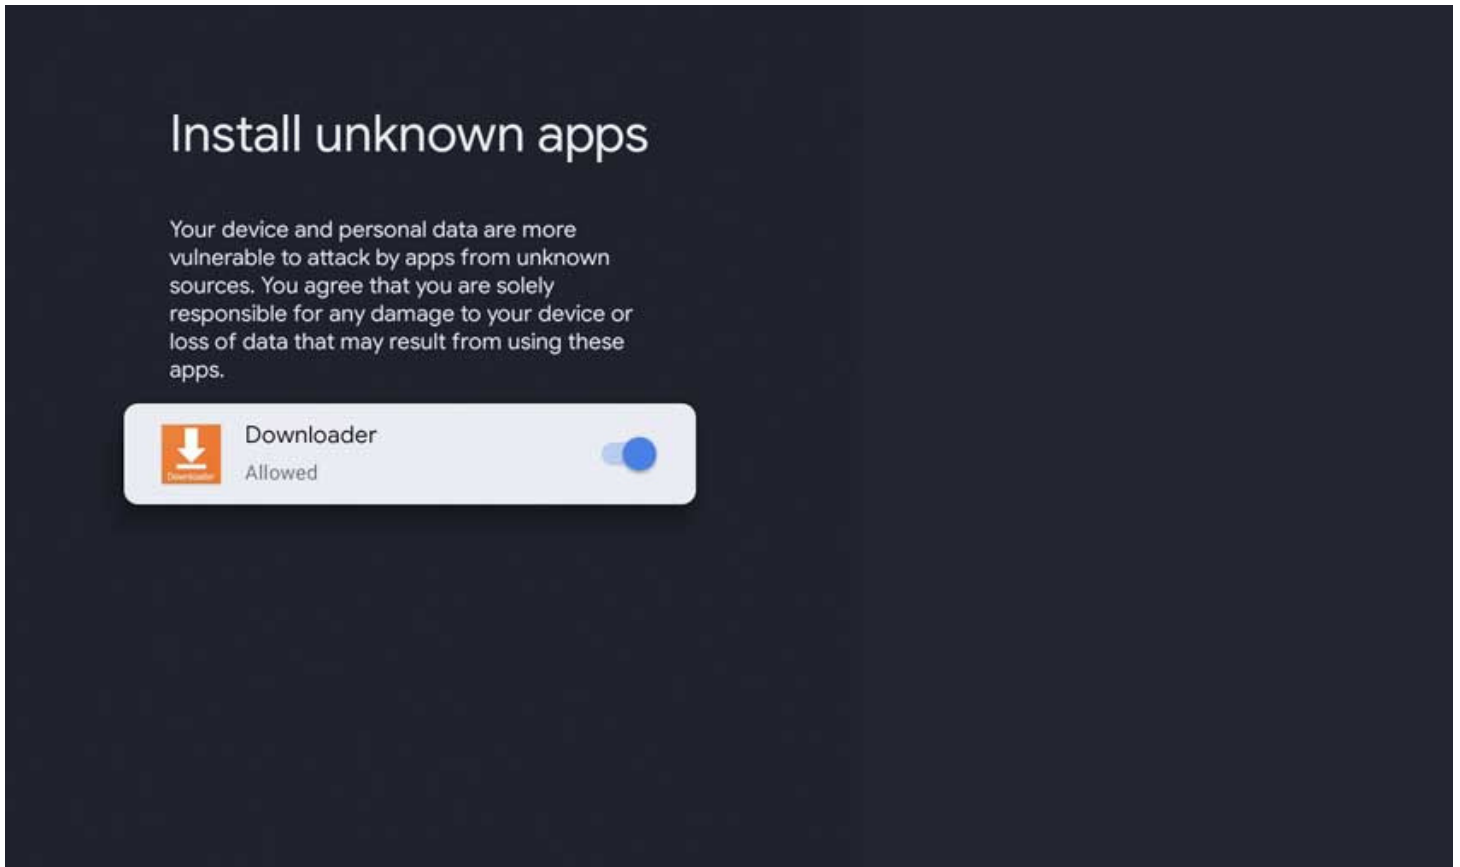 Install unknown apps
Your device and personal data are more
vulnerable to attack by apps from unknown
sources. You agree that you are solely
responsible for any damage to your device or
loss of data that may result from using these
apps.
Downloader
Allowed
Downloader